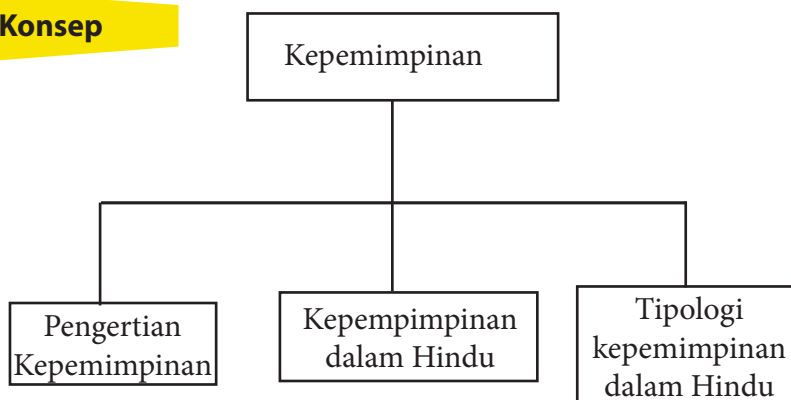 Konsep
Kepemimpinan
Pengertian
Kepemimpinan
Kepempimpinan
dalam Hindu
Tipologi
kepemimpinan
dalam Hindu